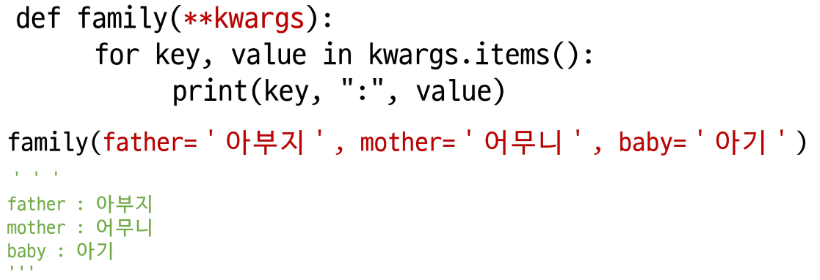 def family(**kwargs):
for key, value in kwargs.items():
print(key, ":", value)
family(father='아부지', mother='어무니', baby='아기')
'''
father : 아부지
mother : 어무니
baby : 아기
'''